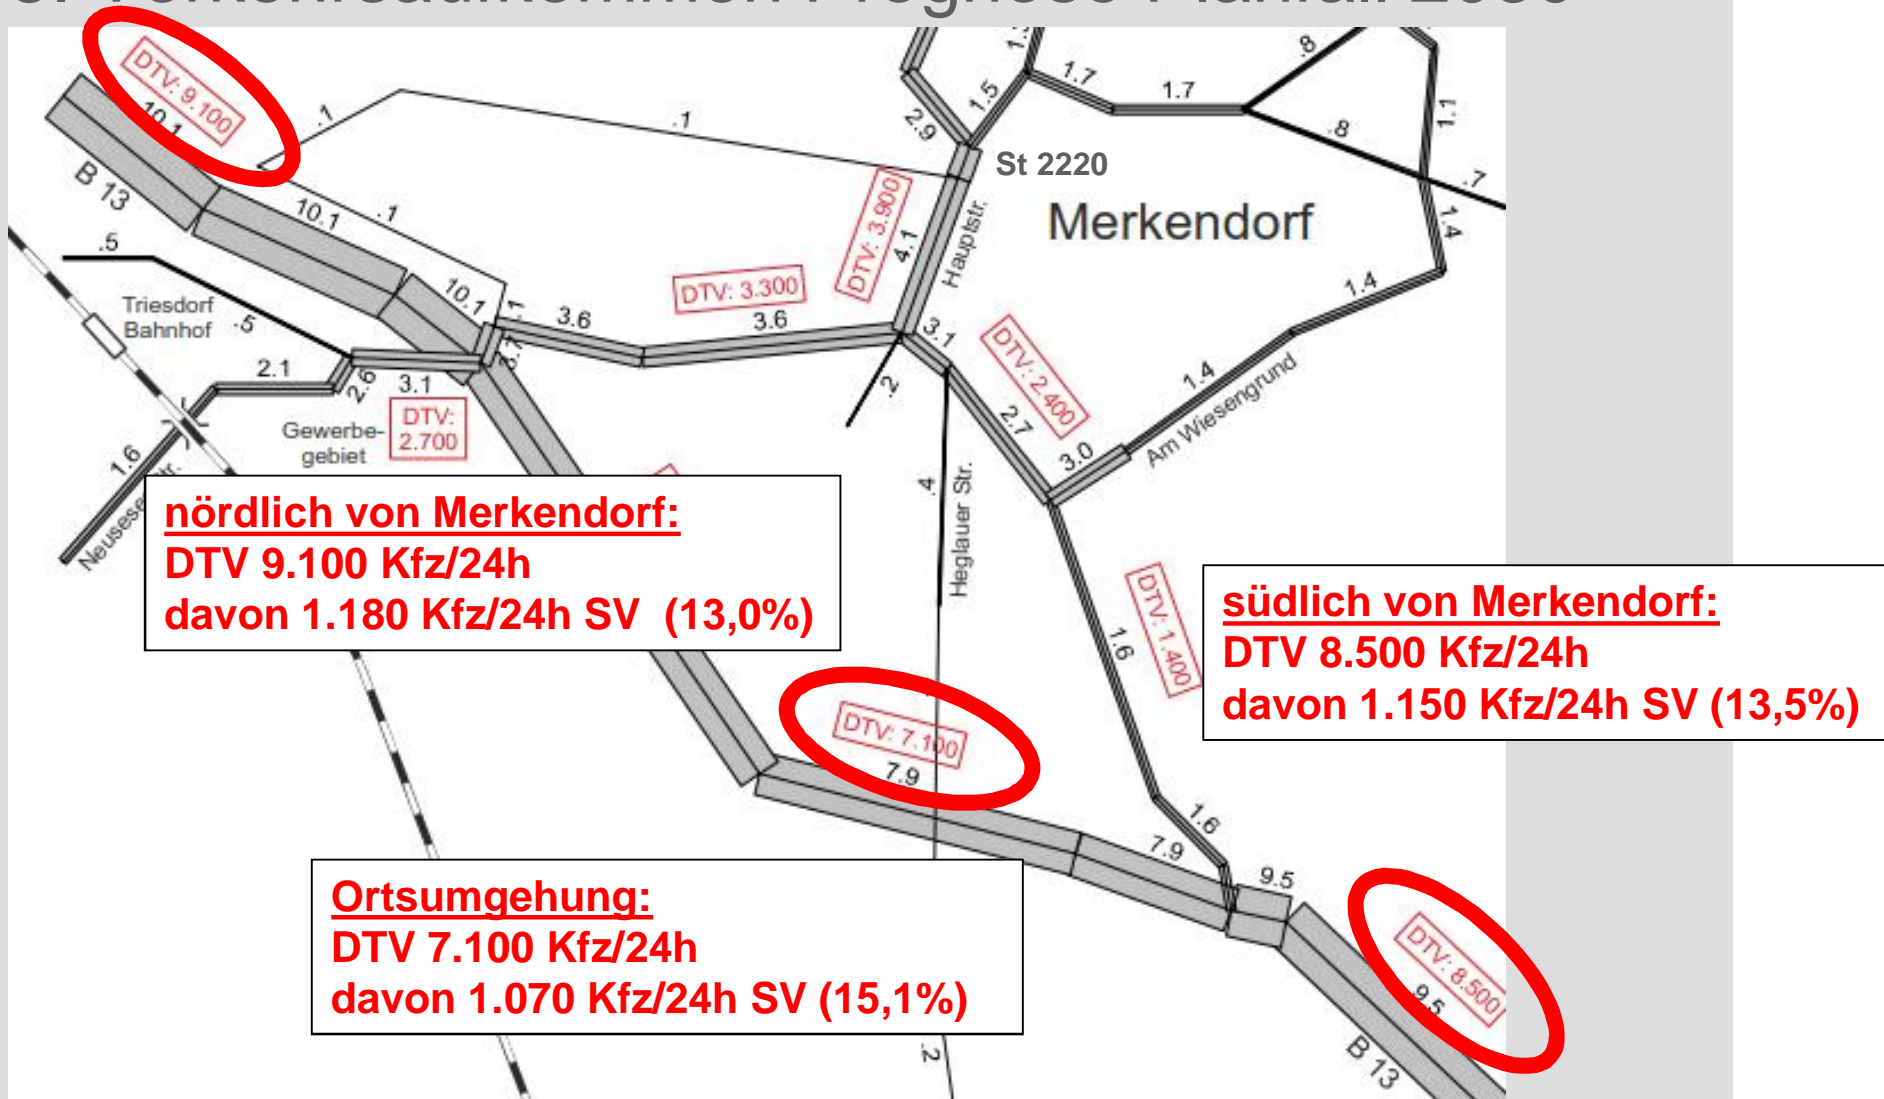 Verkehrsaufkommen Prognose Planfall 2030
DTV: 9.100
10.1
B 13
10.1
.1
.1
.1
10.1
.1
3.7
.5
.5
Triesdorf
Bahnhof
2.1
2.6
3.1
DTV:
2.700
Gewerbe-
gebiet
1.6
3.6
3.6
DTV: 3.300
DTV: 3.900
4.1
Hauptstr.
2.9
1.5
St 2220
Merkendorf
1.7
1.7
.8
.8
1.1
.7
1.4
1.4
1.4
Am Wiesengrund
3.1
.2
DTV: 2.400
2.7
3.0
.4
Heglauer Str.
nördlich von Merkendorf:
DTV 9.100 Kfz/24h
davon 1.180 Kfz/24h SV (13,0%)
DTV: 1.400
1.6
südlich von Merkendorf:
DTV 8.500 Kfz/24h
davon 1.150 Kfz/24h SV (13,5%)
DTV: 7.100
7.9
7.9
1.6
9.5
Ortsumgehung:
DTV 7.100 Kfz/24h
davon 1.070 Kfz/24h SV (15,1%)
DTV: 8.500
9.5
B 13
.2